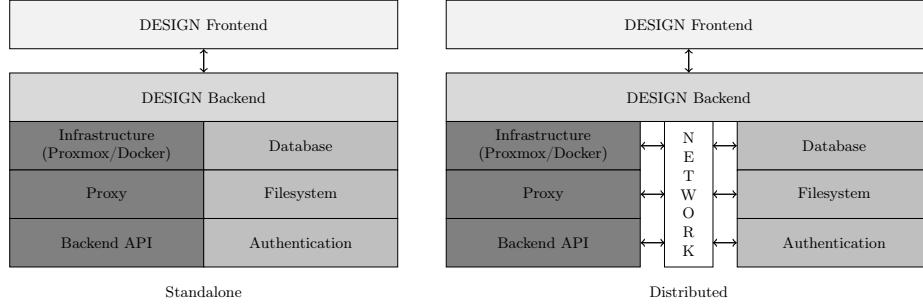 DESIGN Frontend
DESIGN Backend
Infrastructure
(Proxmox/Docker)
Database
Proxy
Filesystem
Backend API
Authentication
Standalone
DESIGN Frontend
DESIGN Backend
Infrastructure
(Proxmox/Docker)
Proxy
Backend API
N
E
T
W
O
R
K
Database
Filesystem
Authentication
Distributed